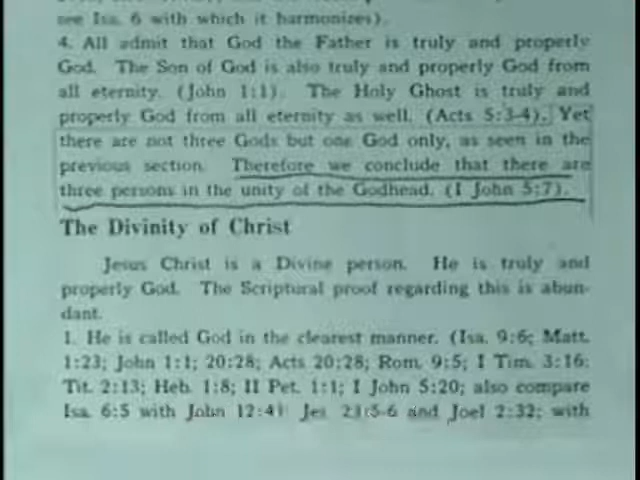 see Isa. 6 with which it harmonizes).
4. All admit that God the Father is truly and properly
God. The Son of God is also truly and properly God from
all eternity. (John 1:1). The Holy Ghost is truly and
properly God from all eternity as well. (Acts 5:3-4). Yet
there are not three Gods but one God only, as seen in the
previous section. Therefore we conclude that there are
three persons in the unity of the Godhead. (I John 5:7).
The Divinity of Christ
Jesus Christ is a Divine person. He is truly and
properly God. The Scriptural proof regarding this is abun-
dant.
1. He is called God in the clearest manner. (Isa. 9:6; Matt.
1:23; John 1:1; 20:28; Acts 20:28; Rom. 9:5; I Tim. 3:16:
Tit. 2:13; Heb. 1:8; II Pet. 1:1; I John 5:20; also compare
Isa. 6:5 with John 12:41 Jer. 23:5-6 and Joel 2:32; with